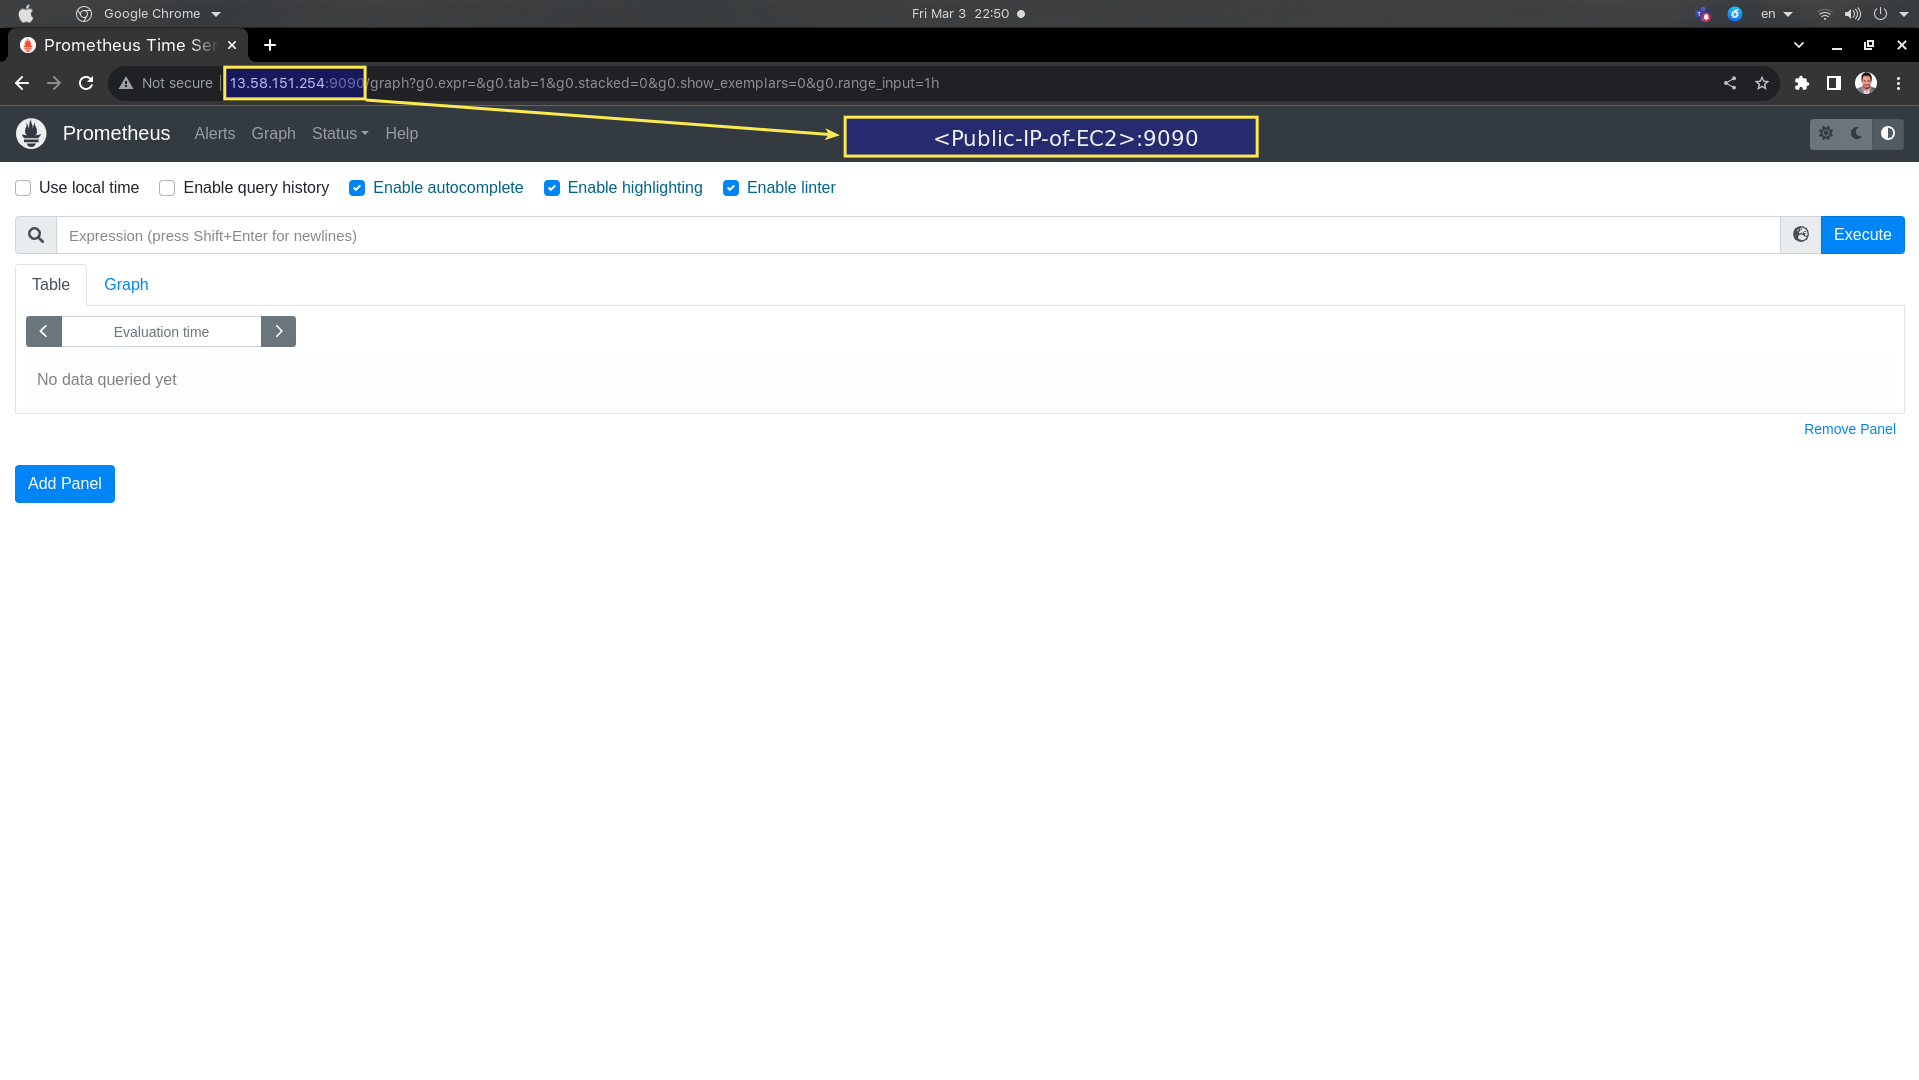 Google Chrome
Fri Mar 3 22:50
en
Prometheus Time Ser
Not secure
13.58.151.254:9090/graph?g0.expr=&g0.tab=1&g0.stacked=0&g0.show_exemplars=0&g0.range_input=1h
Prometheus
Alerts
Graph
Status
Help
<Public-IP-of-EC2>:9090
Use local time
Enable query history
Enable autocomplete
Enable highlighting
Enable linter
Expression (press Shift+Enter for newlines)
Execute
Table
Graph
Evaluation time
No data queried yet
Remove Panel
Add Panel